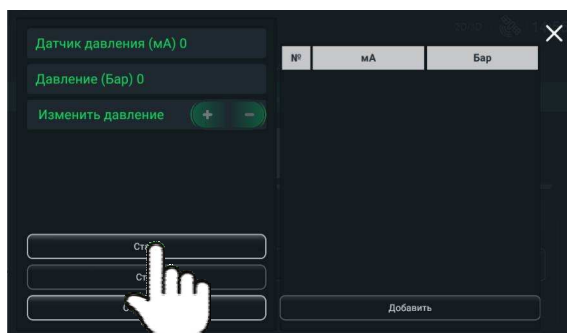 Датчик давления (мА) 0
Давление (Бар) 0
Изменить давление + −
№ мА Бар
Добавить